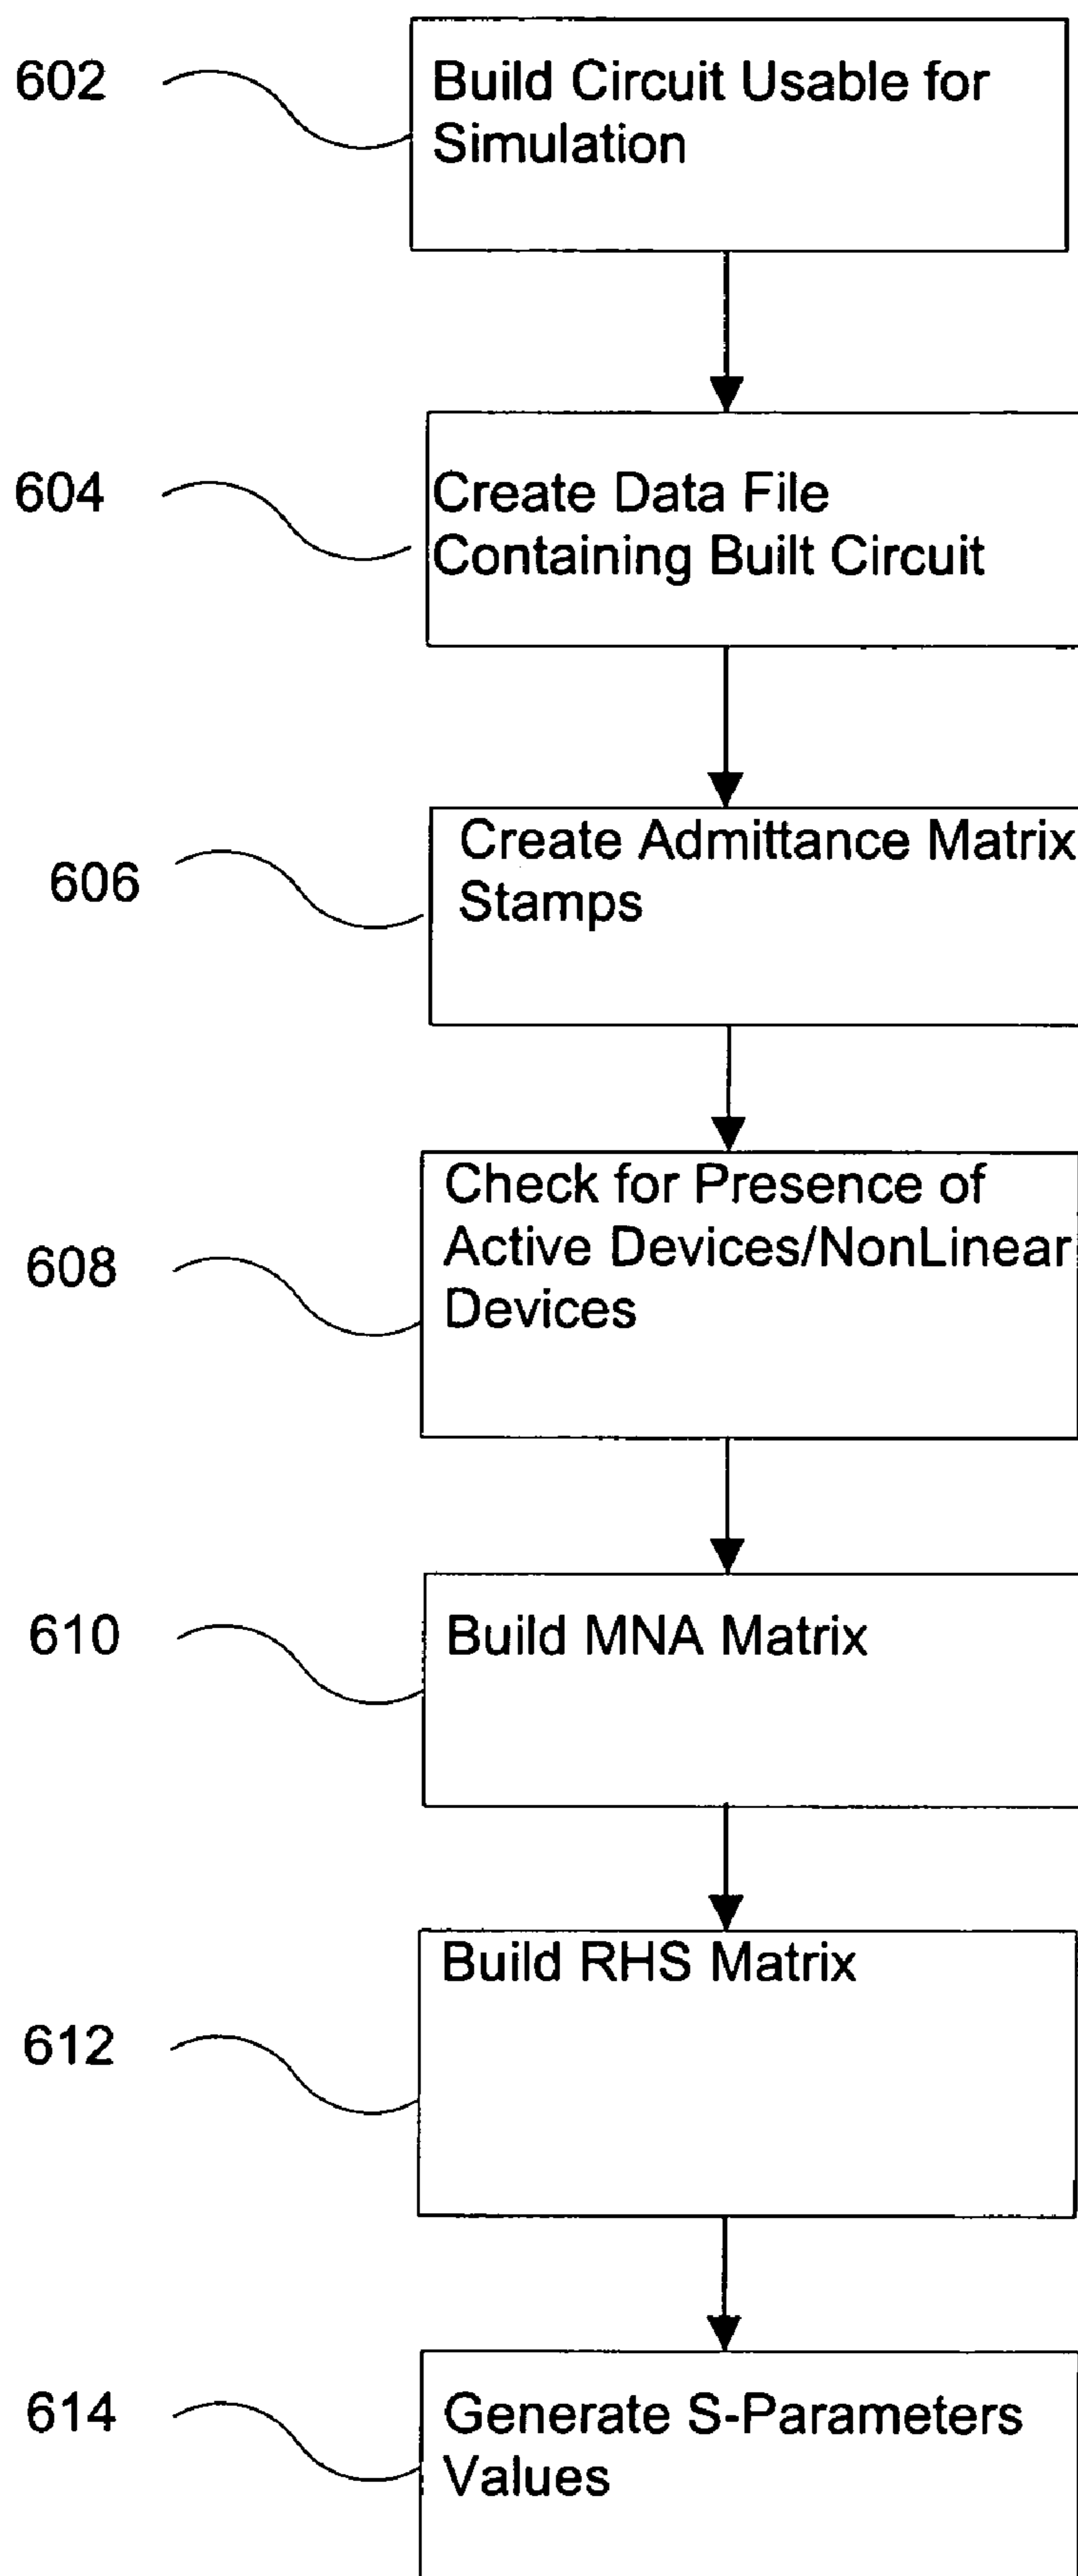 602
Build Circuit Usable for
Simulation
604
Create Data File
Containing Built Circuit
606
Create Admittance Matrix
Stamps
608
Check for Presence of
Active Devices/NonLinear
Devices
610
Build MNA Matrix
612
Build RHS Matrix
614
Generate S-Parameters
Values